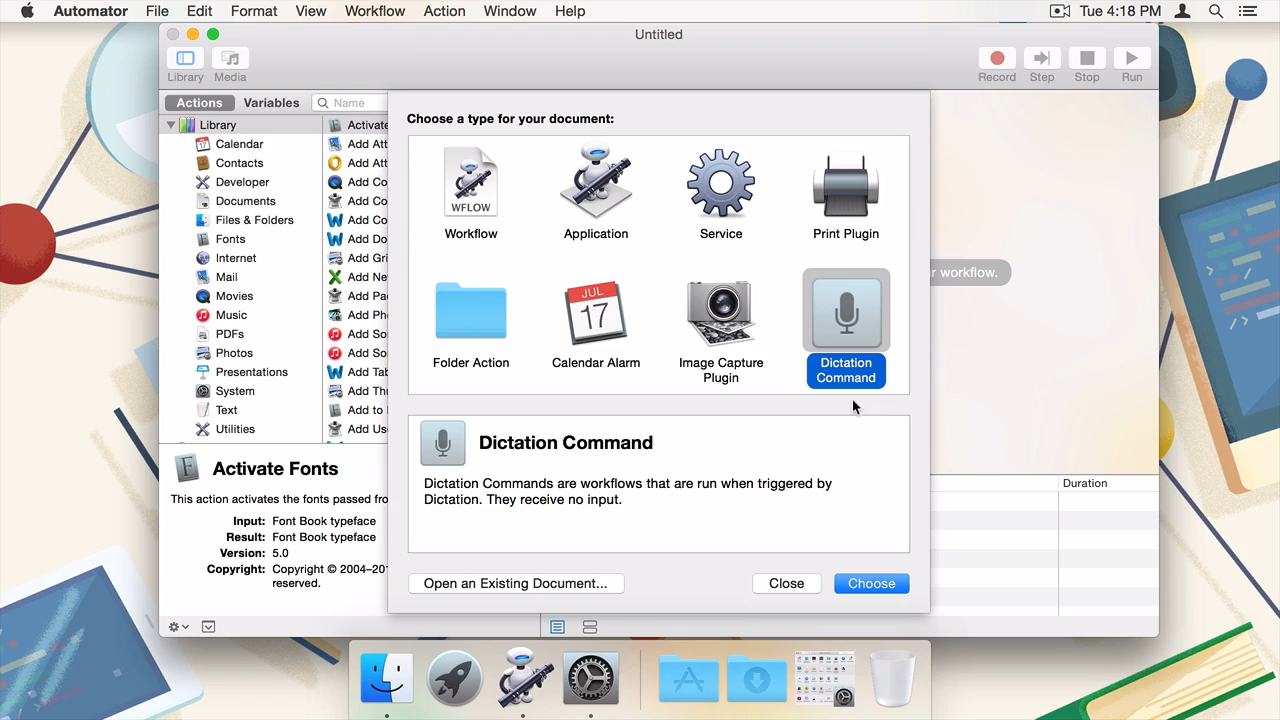 Automator File Edit Format View Workflow Action Window Help Tue 4:18 PM
Untitled
Library Media Record Step Stop Run
Actions Variables Name
Choose a type for your document:
Library
Calendar
Contacts
Developer
Documents
Files & Folders
Fonts
Internet
Mail
Movies
Music
PDFs
Photos
Presentations
System
Text
Utilities
Activate
Add Att
Add Att
Add Co
Add Co
Add Co
Add Do
Add Gri
Add Ne
Add Pa
Add Pho
Add So
Add So
Add Tab
Add Thu
Add to
Add Use
WFLOW
Workflow Application Service Print Plugin
workflow.
JUL
17
Folder Action Calendar Alarm Image Capture Plugin Dictation Command
Dictation Command
Dictation Commands are workflows that are run when triggered by
Dictation. They receive no input.
Open an Existing Document... Close Choose
Activate Fonts
This action activates the fonts passed fro
Input: Font Book typeface
Result: Font Book typeface
Version: 5.0
Copyright: Copyright © 2004–201
reserved.
Duration